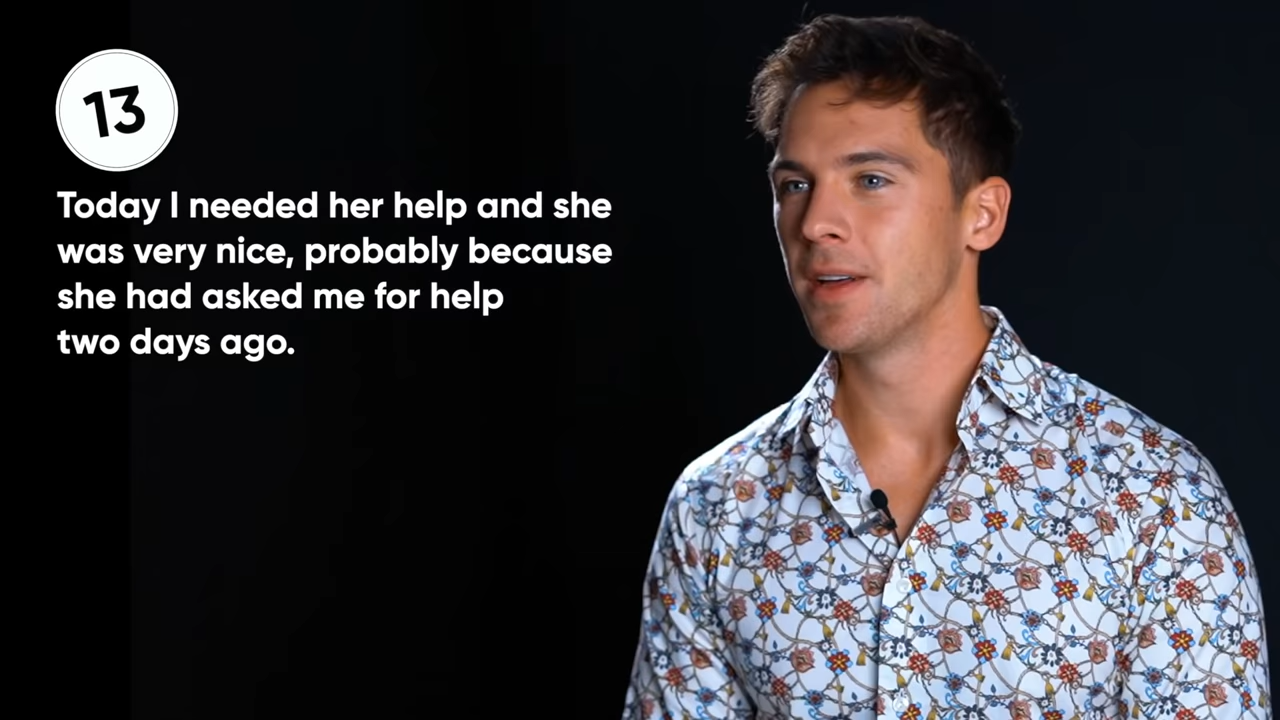 13
Today I needed her help and she
was very nice, probably because
she had asked me for help
two days ago.